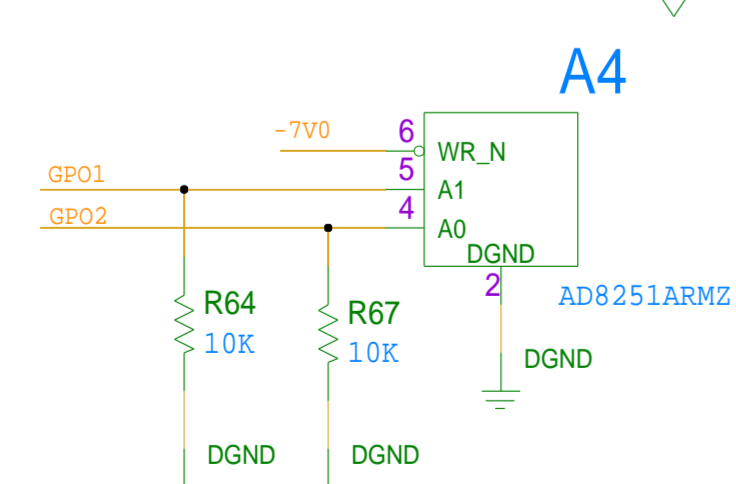 A4
-7V0
6
WR_N
GPO1
5
A1
GPO2
4
A0
DGND
2
AD8251ARMZ
R64
10K
R67
10K
DGND
DGND
DGND